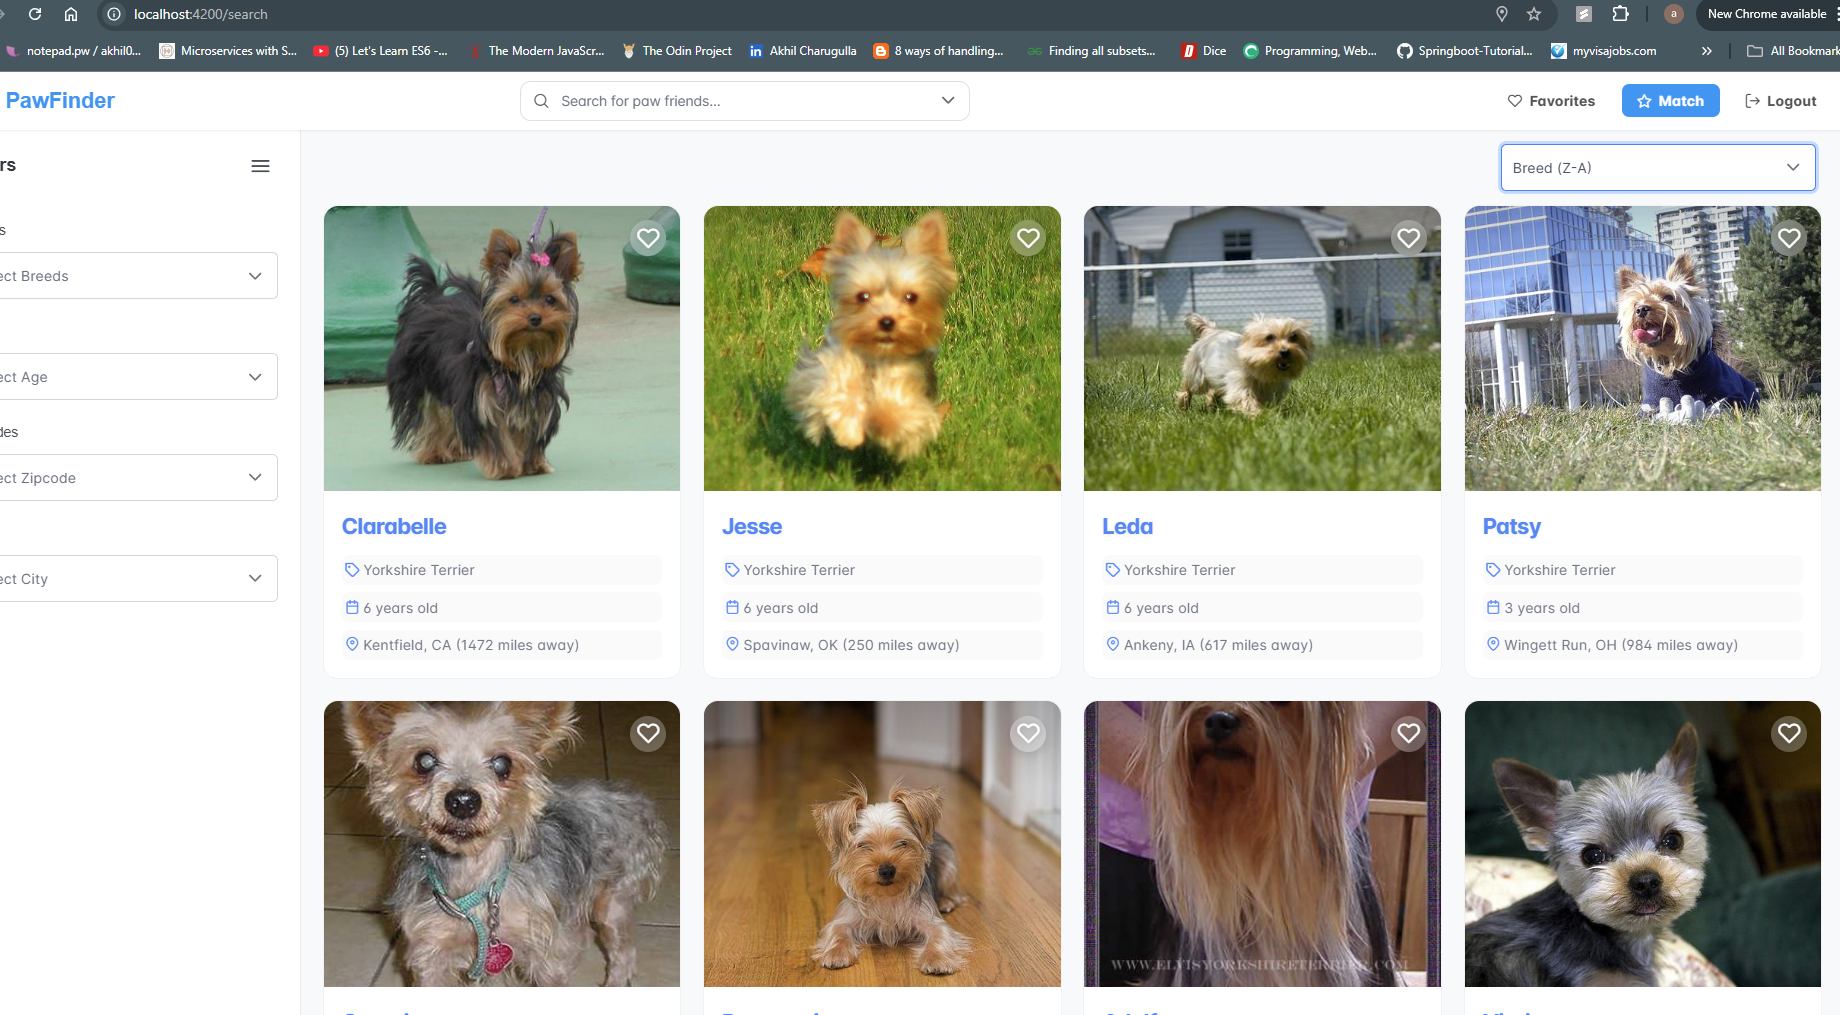 localhost:4200/search
New Chrome available
notepad.pw / akhil0...
Microservices with S...
(5) Let's Learn ES6 -...
The Modern JavaScr...
The Odin Project
Akhil Charugulla
8 ways of handling...
Finding all subsets...
Dice
Programming, Web...
Springboot-Tutorial...
myvisajobs.com
All Bookmark
PawFinder
Search for paw friends...
Favorites
Match
Logout
rs
Breed (Z-A)
s
ect Breeds
ect Age
des
ect Zipcode
ect City
Clarabelle
Yorkshire Terrier
6 years old
Kentfield, CA (1472 miles away)
Jesse
Yorkshire Terrier
6 years old
Spavinaw, OK (250 miles away)
Leda
Yorkshire Terrier
6 years old
Ankeny, IA (617 miles away)
Patsy
Yorkshire Terrier
3 years old
Wingett Run, OH (984 miles away)
WWW.ELVISYORKSHIRETERRIER.COM